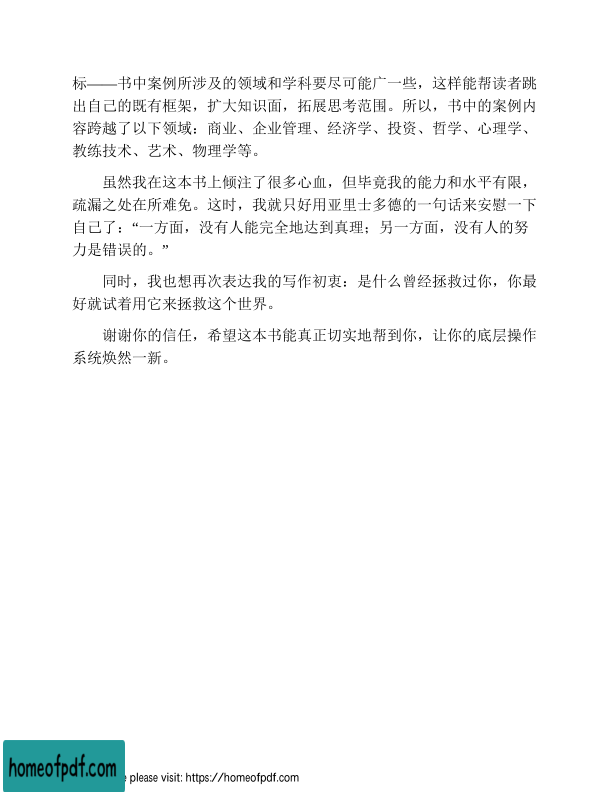 标——书中案例所涉及的领域和学科要尽可能广一些，这样能帮读者跳
出自己的既有框架，扩大知识面，拓展思考范围。所以，书中的案例内
容跨越了以下领域：商业、企业管理、经济学、投资、哲学、心理学、
教练技术、艺术、物理学等。
虽然我在这本书上倾注了很多心血，但毕竟我的能力和水平有限，
疏漏之处在所难免。这时，我就只好用亚里士多德的一句话来安慰一下
自己了：“一方面，没有人能完全地达到真理；另一方面，没有人的努
力是错误的。”
同时，我也想再次表达我的写作初衷：是什么曾经拯救过你，你最
好就试着用它来拯救这个世界。
谢谢你的信任，希望这本书能真正切实地帮到你，让你的底层操作
系统焕然一新。
homeofpdf.com
e please visit: https://homeofpdf.com